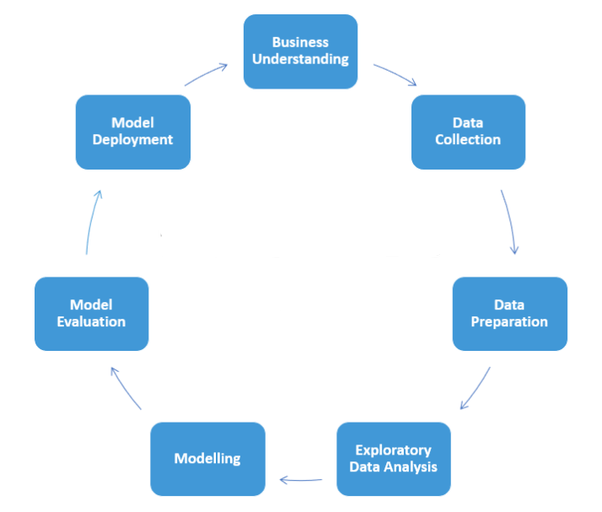 Business
Understanding
Data
Collection
Data
Preparation
Exploratory
Data Analysis
Modelling
Model
Evaluation
Model
Deployment